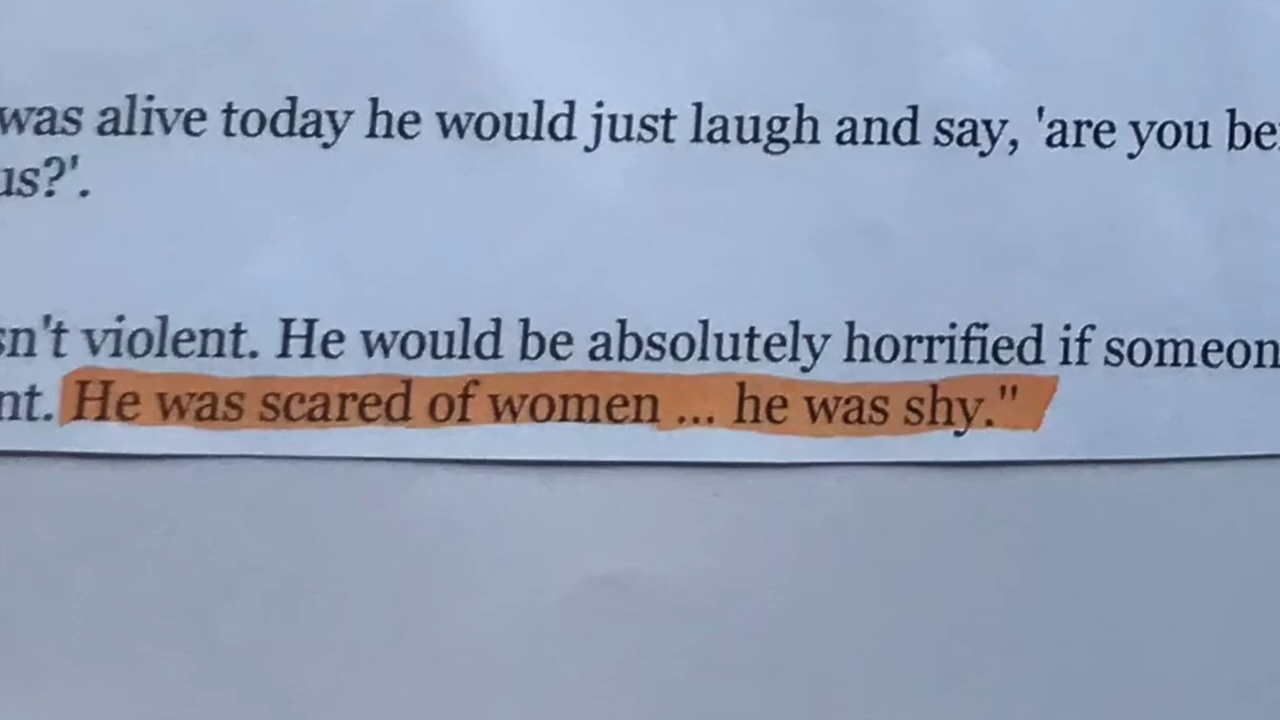 was alive today he would just laugh and say, 'are you be
us?'.
sn't violent. He would be absolutely horrified if someon
nt. He was scared of women ... he was shy."